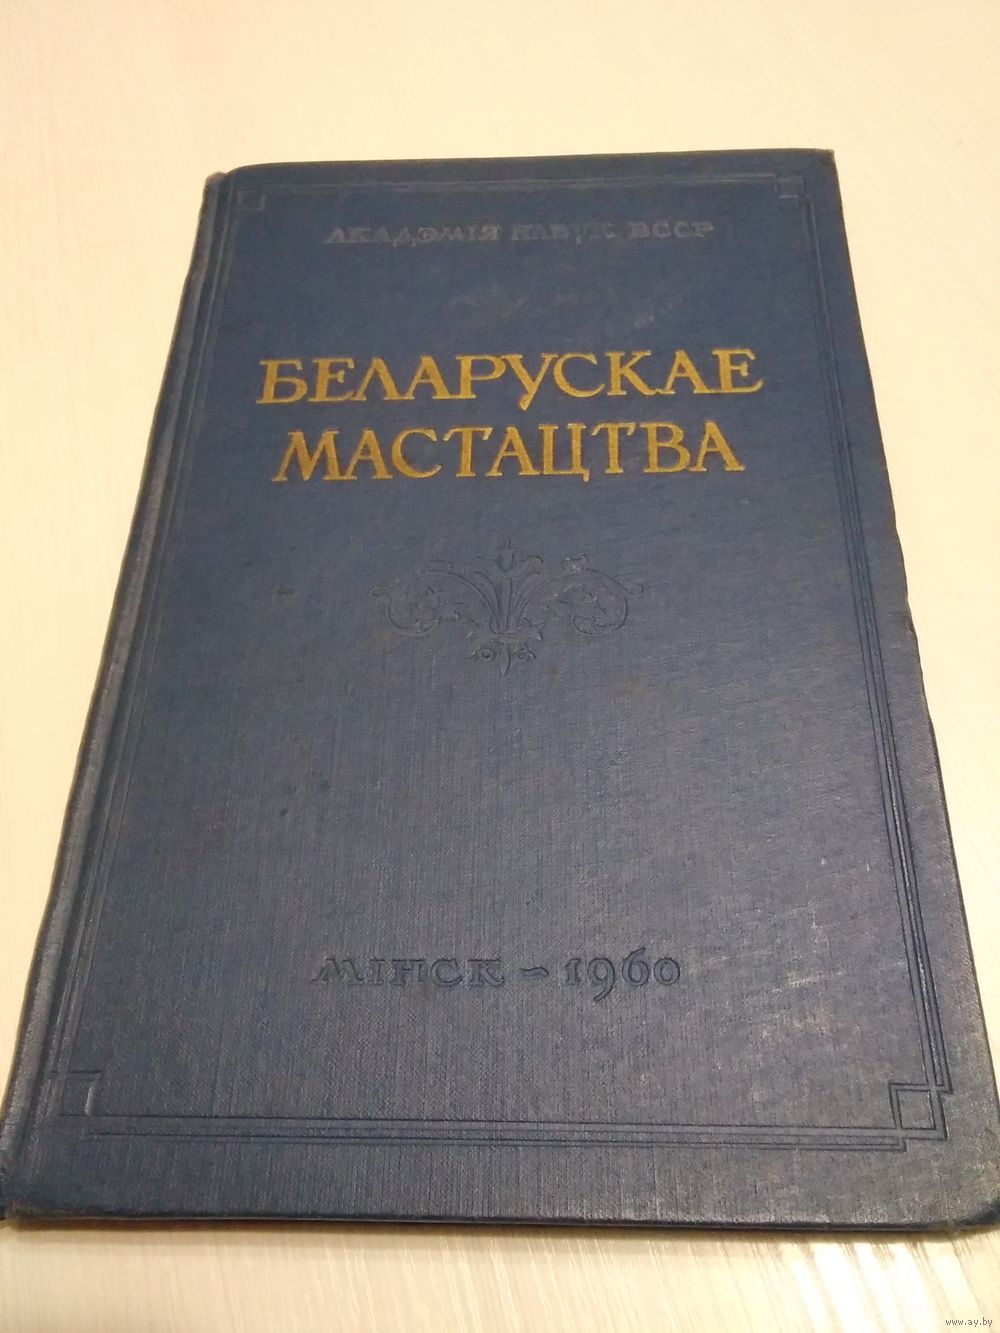 АКАДЭМІЯ НАВУК БССР
БЕЛАРУСКАЕ
МАСТАЦТВА
МІНСК – 1960
www.ay.by